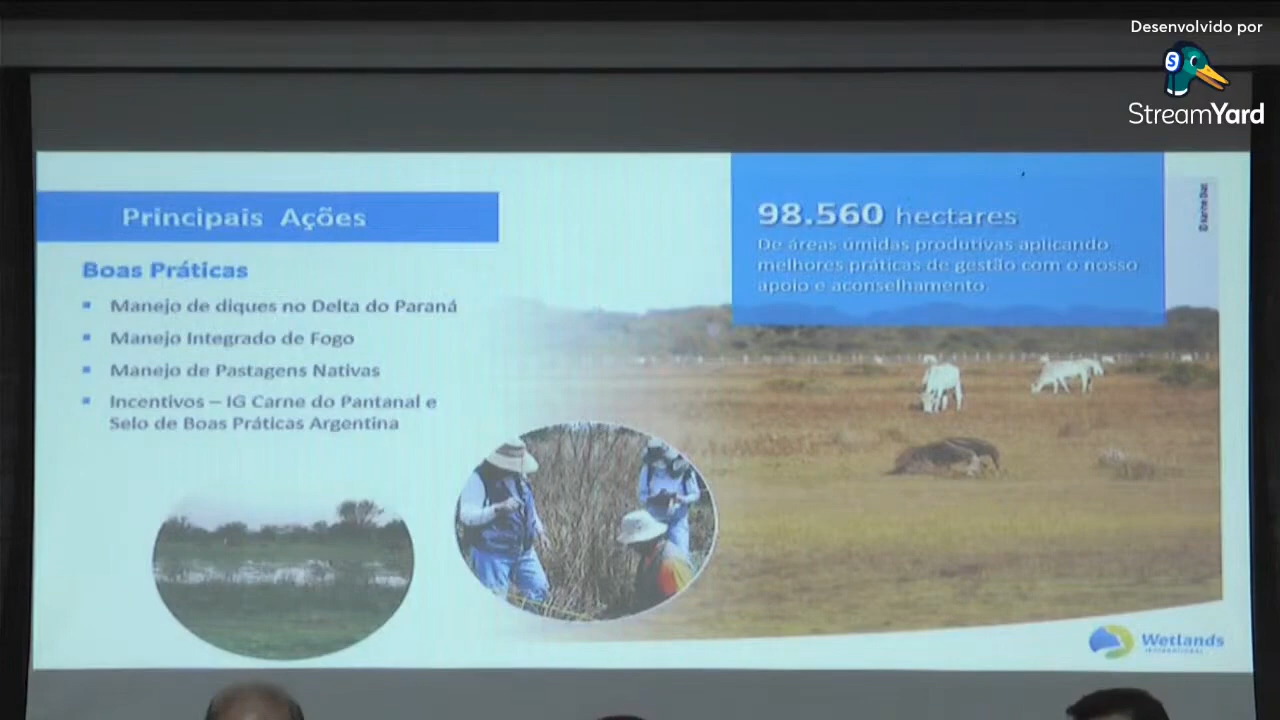 Desenvolvido por
StreamYard
Principais Ações
98.560 hectares
De áreas úmidas produtivas aplicando
melhores práticas de gestão com o nosso
apoio e aconselhamento.
Boas Práticas
Manejo de diques no Delta do Paraná
Manejo Integrado de Fogo
Manejo de Pastagens Nativas
Incentivos – IG Carne do Pantanal e
Selo de Boas Práticas Argentina
Wetlands
INTERNATIONAL